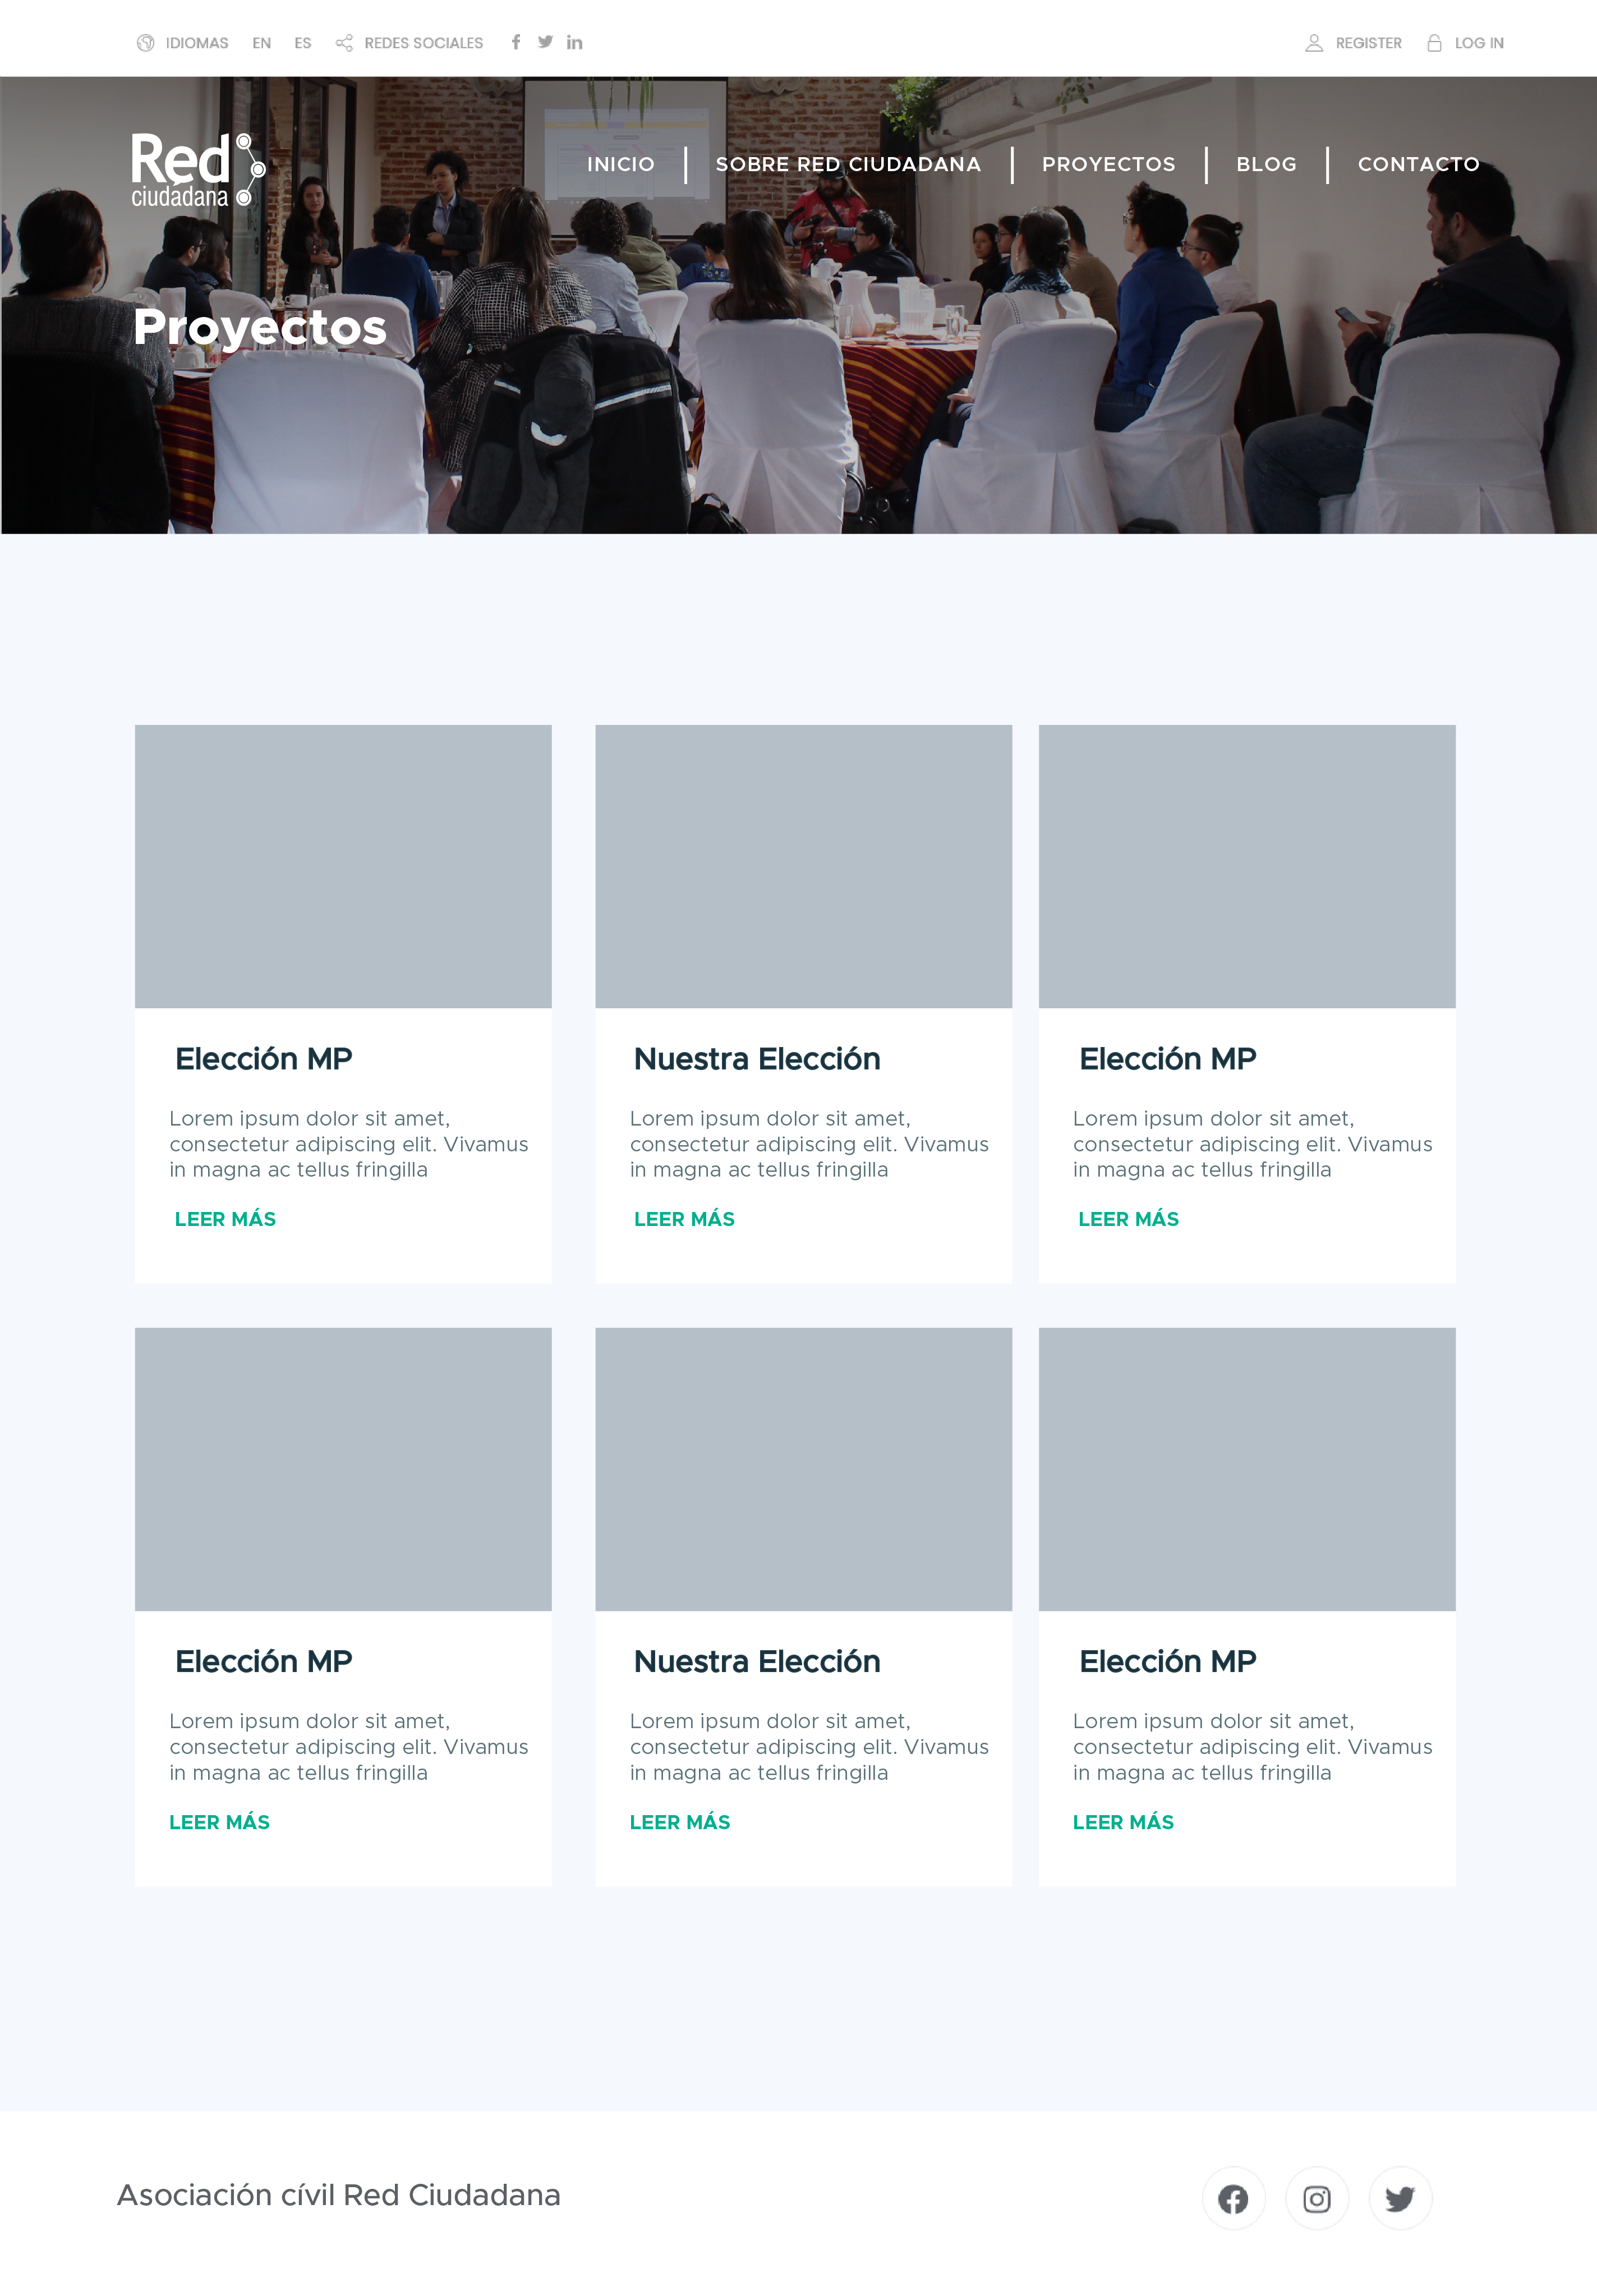 IDIOMAS EN ES REDES SOCIALES REGISTER LOG IN
Red
ciudadana
INICIO SOBRE RED CIUDADANA PROYECTOS BLOG CONTACTO
Proyectos
Elección MP
Lorem ipsum dolor sit amet,
consectetur adipiscing elit. Vivamus
in magna ac tellus fringilla
LEER MÁS
Nuestra Elección
Lorem ipsum dolor sit amet,
consectetur adipiscing elit. Vivamus
in magna ac tellus fringilla
LEER MÁS
Elección MP
Lorem ipsum dolor sit amet,
consectetur adipiscing elit. Vivamus
in magna ac tellus fringilla
LEER MÁS
Elección MP
Lorem ipsum dolor sit amet,
consectetur adipiscing elit. Vivamus
in magna ac tellus fringilla
LEER MÁS
Nuestra Elección
Lorem ipsum dolor sit amet,
consectetur adipiscing elit. Vivamus
in magna ac tellus fringilla
LEER MÁS
Elección MP
Lorem ipsum dolor sit amet,
consectetur adipiscing elit. Vivamus
in magna ac tellus fringilla
LEER MÁS
Asociación cívil Red Ciudadana